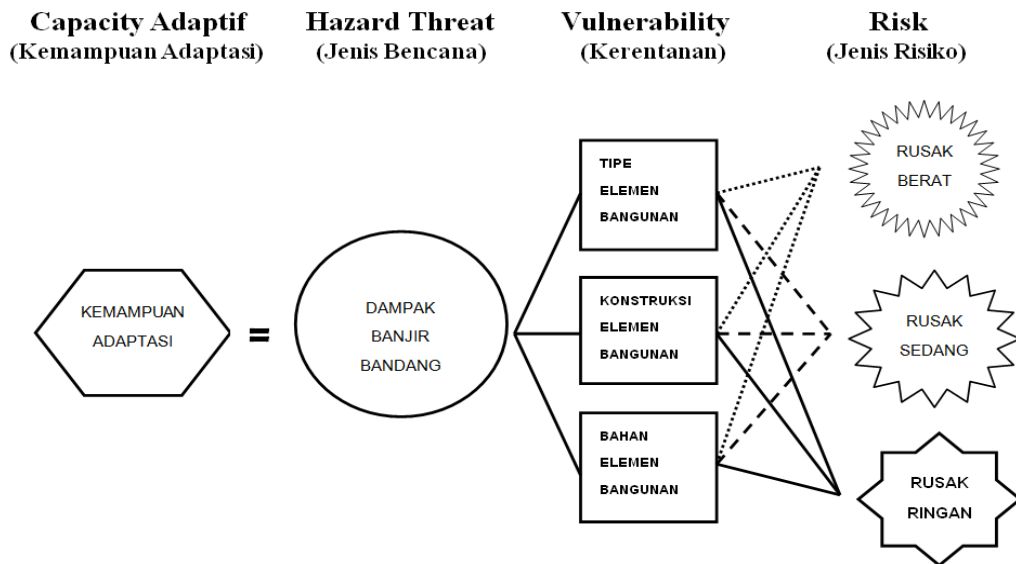 Capacity Adaptif
(Kemampuan Adaptasi)
Hazard Threat
(Jenis Bencana)
Vulnerability
(Kerentanan)
Risk
(Jenis Risiko)
KEMAMPUAN
ADAPTASI
=
DAMPAK
BANJIR
BANDANG
TIPE
ELEMEN
BANGUNAN
KONSTRUKSI
ELEMEN
BANGUNAN
BAHAN
ELEMEN
BANGUNAN
RUSAK
BERAT
RUSAK
SEDANG
RUSAK
RINGAN